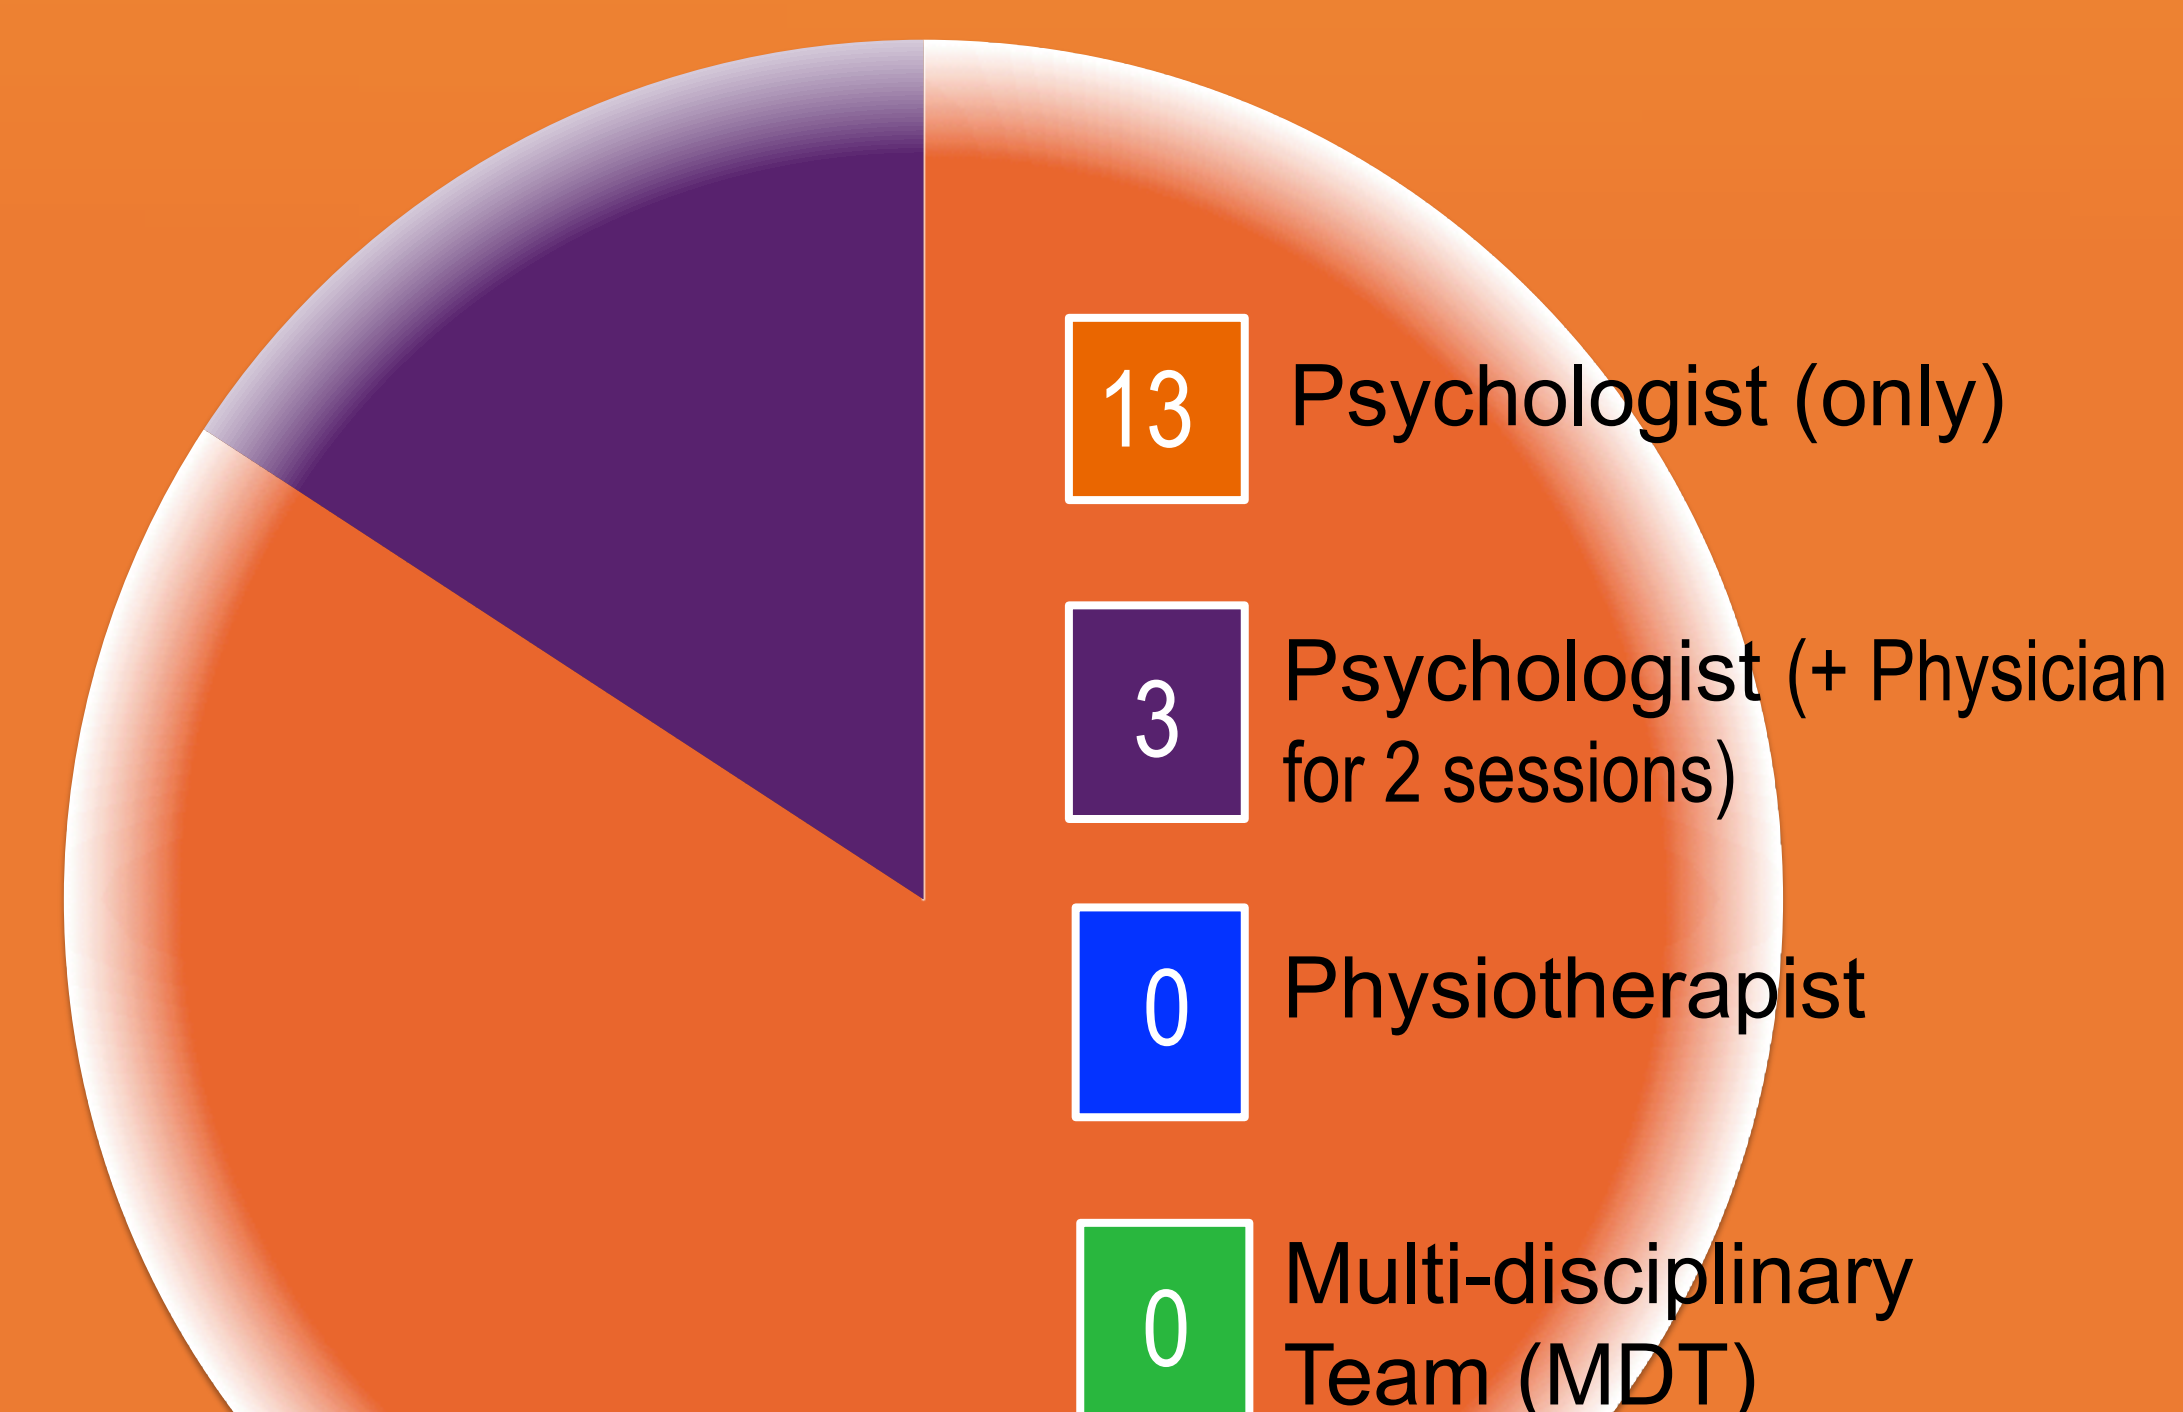 13 Psychologist (only)
3 Psychologist (+ Physician
for 2 sessions)
0 Physiotherapist
0 Multi-disciplinary
Team (MDT)